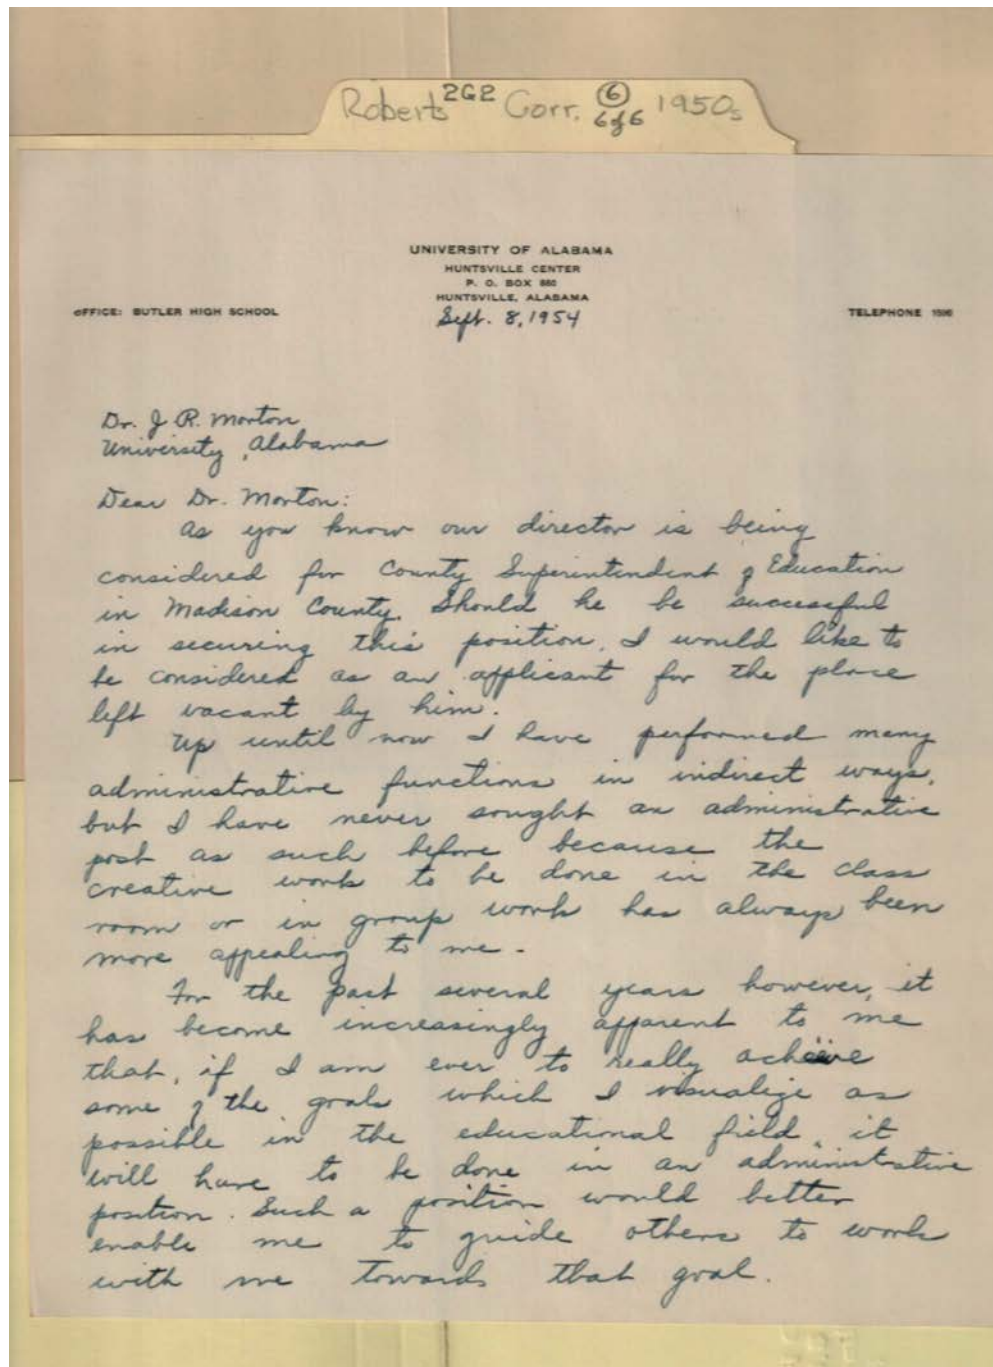 Roberts 2G2 Corr. 6 1950s
6 of 6
UNIVERSITY OF ALABAMA
HUNTSVILLE CENTER
P. O. BOX
HUNTSVILLE, ALABAMA
OFFICE: BUTLER HIGH SCHOOL
TELEPHONE
Sept. 8, 1954
Dr. J. R. Morton
University, Alabama
Dear Dr. Morton:
As you know our director is being
considered for County Superintendent of Education
in Madison County. Should he be successful
in securing this position, I would like to
be considered as an applicant for the place
left vacant by him.
Up until now I have performed many
administrative functions in indirect ways,
but I have never sought an administrative
post as such before because the
creative work to be done in the class
room or in group work has always been
more appealing to me.
For the past several years however, it
has become increasingly apparent to me
that, if I am ever to really achieve
some of the goals which I visualize as
possible in the educational field, it
will have to be done in an administrative
position. Such a position would better
enable me to guide others to work
with me towards that goal.